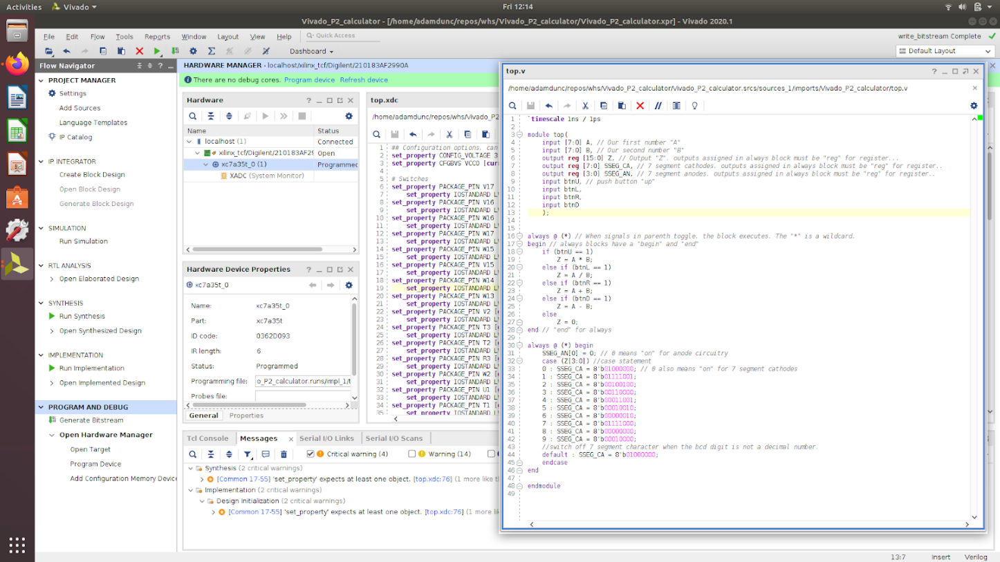 Activities Vivado Fri 12:14
Vivado_P2_calculator - [/home/adamdunc/repos/whs/Vivado_P2_calculator/Vivado_P2_calculator.xpr] - Vivado 2020.1
File Edit Flow Tools Reports Window Layout View Help Quick Access write_bitstream Complete
Dashboard Default Layout
Flow Navigator
PROJECT MANAGER
Settings
Add Sources
Language Templates
IP Catalog
IP INTEGRATOR
Create Block Design
Open Block Design
Generate Block Design
SIMULATION
Run Simulation
RTL ANALYSIS
Open Elaborated Design
SYNTHESIS
Run Synthesis
Open Synthesized Design
IMPLEMENTATION
Run Implementation
Open Implemented Design
PROGRAM AND DEBUG
Generate Bitstream
Open Hardware Manager
Open Target
Program Device
Add Configuration Memory Device
HARDWARE MANAGER - localhost/xilinx_tcf/Digilent/210183AF2990A
There are no debug cores. Program device Refresh device
Hardware
Name Status
localhost (1) Connected
xilinx_tcf/Digilent/210183AF29 Open
xc7a35t_0 (1) Programmed
XADC (System Monitor)
Hardware Device Properties
xc7a35t_0
Name: xc7a35t_0
Part: xc7a35t
ID code: 0362D093
IR length: 6
Status: Programmed
Programming file: o_P2_calculator.runs/impl_1/t
Probes file:
General Properties
top.xdc
/home/adamdunc/repos/whs/Vivado_P2
1 ## Configuration options, can
2 set_property CONFIG_VOLTAGE 3
3 set_property CFGBVS VCCO [curr
4
5 # Switches
6 set_property PACKAGE_PIN V17
7 set_property IOSTANDARD L
8 set_property PACKAGE_PIN V16
9 set_property IOSTANDARD L
10 set_property PACKAGE_PIN W16
11 set_property IOSTANDARD L
12 set_property PACKAGE_PIN W17
13 set_property IOSTANDARD L
14 set_property PACKAGE_PIN W15
15 set_property IOSTANDARD L
16 set_property PACKAGE_PIN V15
17 set_property IOSTANDARD L
18 set_property PACKAGE_PIN W14
19 set_property IOSTANDARD L
20 set_property PACKAGE_PIN W13
21 set_property IOSTANDARD L
22 set_property PACKAGE_PIN V2 [
23 set_property IOSTANDARD L
24 set_property PACKAGE_PIN T3 [
25 set_property IOSTANDARD L
26 set_property PACKAGE_PIN T2 [
27 set_property IOSTANDARD L
28 set_property PACKAGE_PIN R3 [
29 set_property IOSTANDARD L
30 set_property PACKAGE_PIN W2 [
31 set_property IOSTANDARD L
32 set_property PACKAGE_PIN U1 [
33 set_property IOSTANDARD L
34 set_property PACKAGE_PIN T1 [
35 set_property IOSTANDARD L
Tcl Console Messages Serial I/O Links Serial I/O Scans
Critical warning (4) Warning (14)
Synthesis (2 critical warnings)
[Common 17-55] 'set_property' expects at least one object. [top.xdc:76] (1 more like th
Implementation (2 critical warnings)
Design Initialization (2 critical warnings)
[Common 17-55] 'set_property' expects at least one object. [top.xdc:76] (1 more lik
top.v
/home/adamdunc/repos/whs/Vivado_P2_calculator/Vivado_P2_calculator.srcs/sources_1/imports/Vivado_P2_calculator/top.v
1 `timescale 1ns / 1ps
2
3 module top(
4 input [7:0] A, // Our first number "A"
5 input [7:0] B, // Our second number "B"
6 output reg [15:0] Z, // Output "Z". outputs assigned in always block must be "reg" for register...
7 output reg [7:0] SSEG_CA, // 7 segment cathodes. outputs assigned in always block must be "reg" for register..
8 output reg [3:0] SSEG_AN, // 7 segment anodes. outputs assigned in always block must be "reg" for register..
9 input btnU, // push button "up"
10 input btnL,
11 input btnR,
12 input btnD
13 );
14
15
16 always @ (*) // When signals in parenth toggle, the block executes. The "*" is a wildcard.
17 begin // always blocks have a "begin" and "end"
18 if (btnU == 1)
19 Z = A * B;
20 else if (btnL == 1)
21 Z = A / B;
22 else if (btnR == 1)
23 Z = A + B;
24 else if (btnD == 1)
25 Z = A - B;
26 else
27 Z = 0;
28 end // "end" for always
29
30 always @ (*) begin
31 SSEG_AN[0] = 0; // 0 means "on" for anode circuitry
32 case (Z[3:0]) //case statement
33 0 : SSEG_CA = 8'b01000000; // 0 also means "on" for 7 segment cathodes
34 1 : SSEG_CA = 8'b01111001;
35 2 : SSEG_CA = 8'b00100100;
36 3 : SSEG_CA = 8'b00110000;
37 4 : SSEG_CA = 8'b00011001;
38 5 : SSEG_CA = 8'b00010010;
39 6 : SSEG_CA = 8'b00000010;
40 7 : SSEG_CA = 8'b01111000;
41 8 : SSEG_CA = 8'b00000000;
42 9 : SSEG_CA = 8'b00010000;
43 //switch off 7 segment character when the bcd digit is not a decimal number.
44 default : SSEG_CA = 8'b01000000;
45 endcase
46 end
47
48 endmodule
49
13:7 Insert Verilog